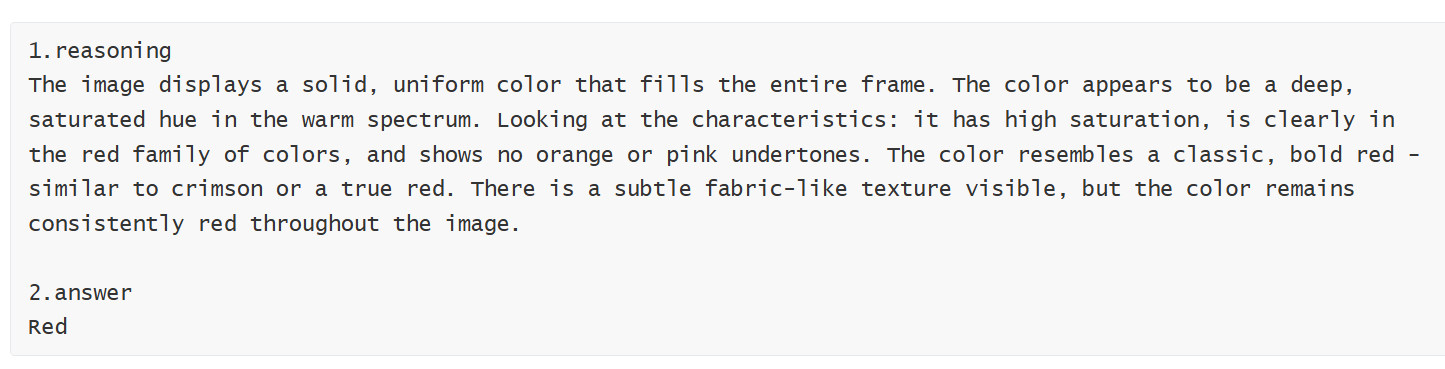 1.reasoning
The image displays a solid, uniform color that fills the entire frame. The color appears to be a deep,
saturated hue in the warm spectrum. Looking at the characteristics: it has high saturation, is clearly in
the red family of colors, and shows no orange or pink undertones. The color resembles a classic, bold red –
similar to crimson or a true red. There is a subtle fabric-like texture visible, but the color remains
consistently red throughout the image.
2.answer
Red